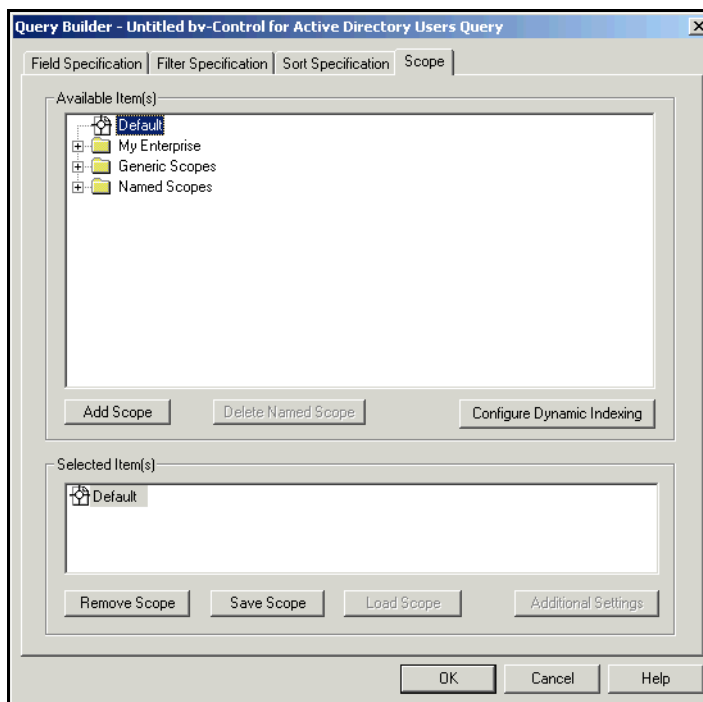 Query Builder - Untitled bv-Control for Active Directory Users Query
Field Specification Filter Specification Sort Specification Scope
Available Item(s)
Default
My Enterprise
Generic Scopes
Named Scopes
Add Scope Delete Named Scope Configure Dynamic Indexing
Selected Item(s)
Default
Remove Scope Save Scope Load Scope Additional Settings
OK Cancel Help